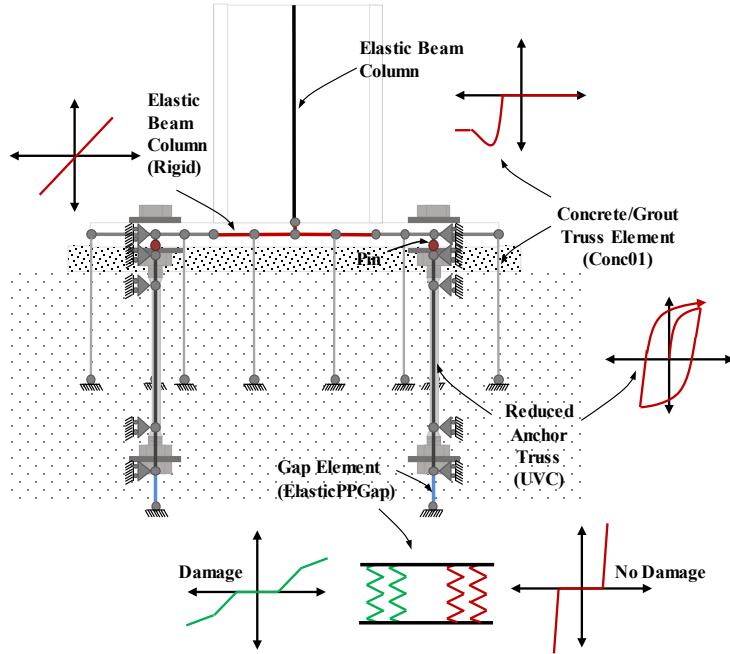 Elastic Beam
Column
Elastic
Beam
Column
(Rigid)
Concrete/Grout
Truss Element
(Conc01)
Pin
Reduced
Anchor
Truss
(UVC)
Gap Element
(ElasticPPGap)
Damage
No Damage